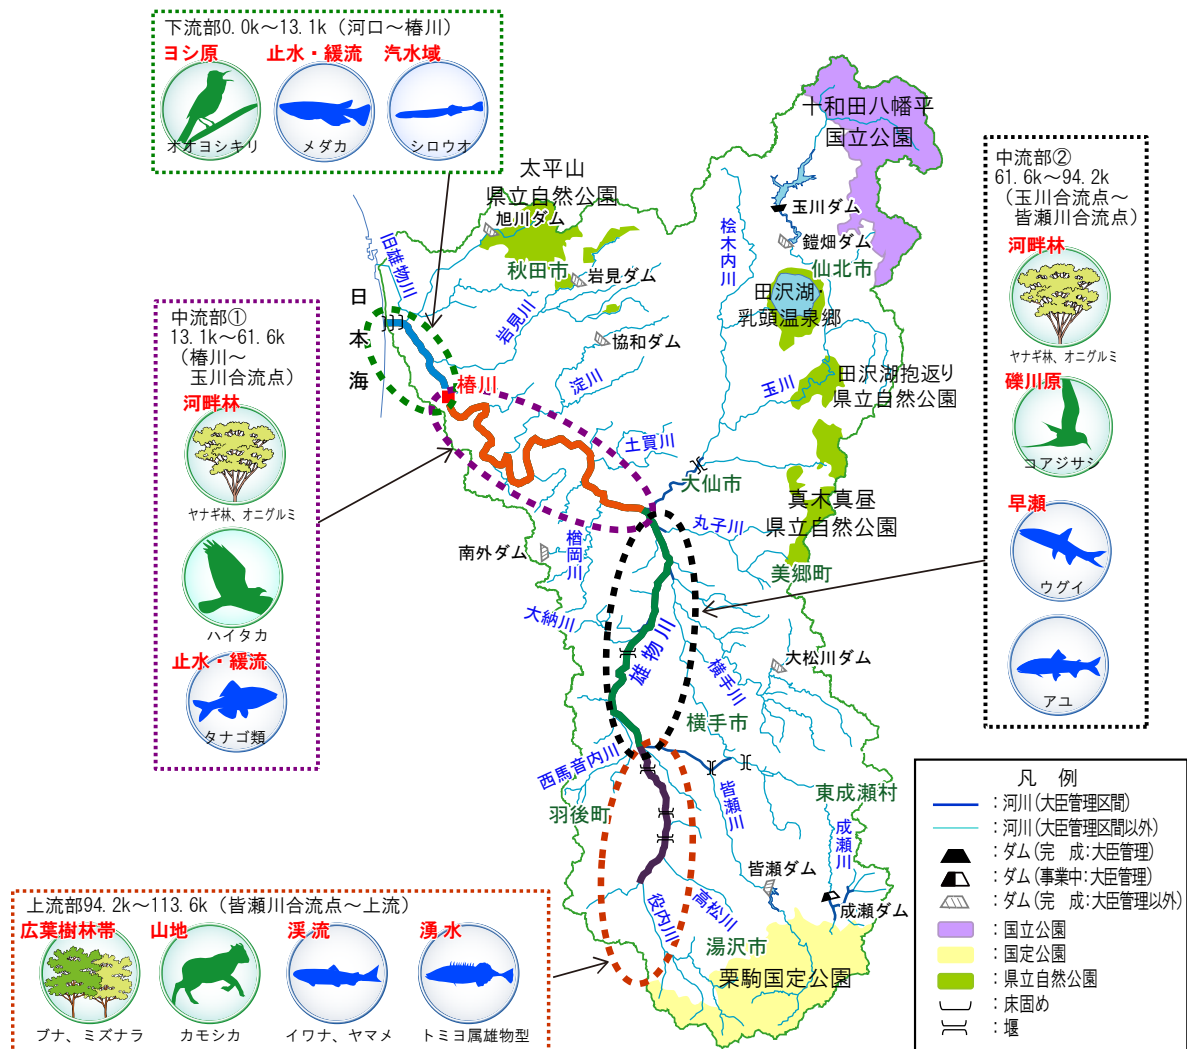 下流部0.0k～13.1k（河口～椿川）
ヨシ原
止水・緩流
汽水域
オオヨシキリ
メダカ
シロウオ
中流部①
13.1k～61.6k
（椿川～
玉川合流点）
河畔林
ヤナギ林、オニグルミ
ハイタカ
止水・緩流
タナゴ類
中流部②
61.6k～94.2k
（玉川合流点～
皆瀬川合流点）
河畔林
ヤナギ林、オニグルミ
礫川原
コアジサシ
早瀬
ウグイ
アユ
上流部94.2k～113.6k（皆瀬川合流点～上流）
広葉樹林帯
山地
渓流
湧水
ブナ、ミズナラ
カモシカ
イワナ、ヤマメ
トミヨ属雄物型
十和田八幡平
国立公園
太平山
県立自然公園
旭川ダム
玉川ダム
鎧畑ダム
旧雄物川
秋田市
岩見ダム
桧木内川
仙北市
田沢湖・
乳頭温泉郷
日本海
岩見川
協和ダム
椿川
淀川
玉川
田沢湖抱返り
県立自然公園
土買川
大仙市
真木真昼
県立自然公園
丸子川
楢岡川
南外ダム
美郷町
大納川
雄物川
横手川
大松川ダム
横手市
西馬音内川
羽後町
皆瀬川
東成瀬村
成瀬川
皆瀬ダム
成瀬ダム
役内川
高松川
湯沢市
栗駒国定公園
凡 例
：河川(大臣管理区間)
：河川(大臣管理区間以外)
：ダム(完 成:大臣管理)
：ダム(事業中:大臣管理)
：ダム(完 成:大臣管理以外)
：国立公園
：国定公園
：県立自然公園
：床固め
：堰